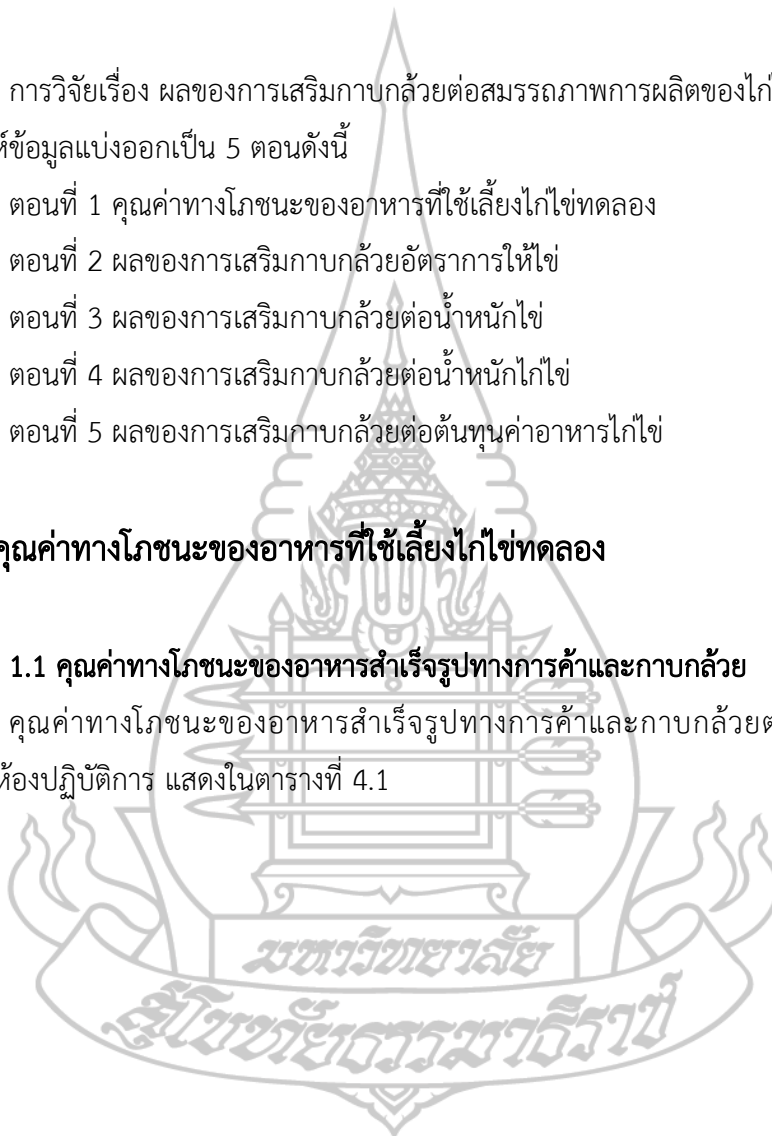 การวิจัยเรื่อง ผลของการเสริมกาบกล้วยต่อสมรรถภาพการผลิตของไก่
ห์ข้อมูลแบ่งออกเป็น 5 ตอนดังนี้
ตอนที่ 1 คุณค่าทางโภชนะของอาหารที่ใช้เลี้ยงไก่ไข่ทดลอง
ตอนที่ 2 ผลของการเสริมกาบกล้วยอัตราการให้ไข่
ตอนที่ 3 ผลของการเสริมกาบกล้วยต่อน้ำหนักไข่
ตอนที่ 4 ผลของการเสริมกาบกล้วยต่อน้ำหนักไก่ไข่
ตอนที่ 5 ผลของการเสริมกาบกล้วยต่อต้นทุนค่าอาหารไก่ไข่
คุณค่าทางโภชนะของอาหารที่ใช้เลี้ยงไก่ไข่ทดลอง
1.1 คุณค่าทางโภชนะของอาหารสำเร็จรูปทางการค้าและกาบกล้วย
คุณค่าทางโภชนะของอาหารสำเร็จรูปทางการค้าและกาบกล้วยต
ห้องปฏิบัติการ แสดงในตารางที่ 4.1
มหาวิทยาลัย
สุโขทัยธรรมาธิราช